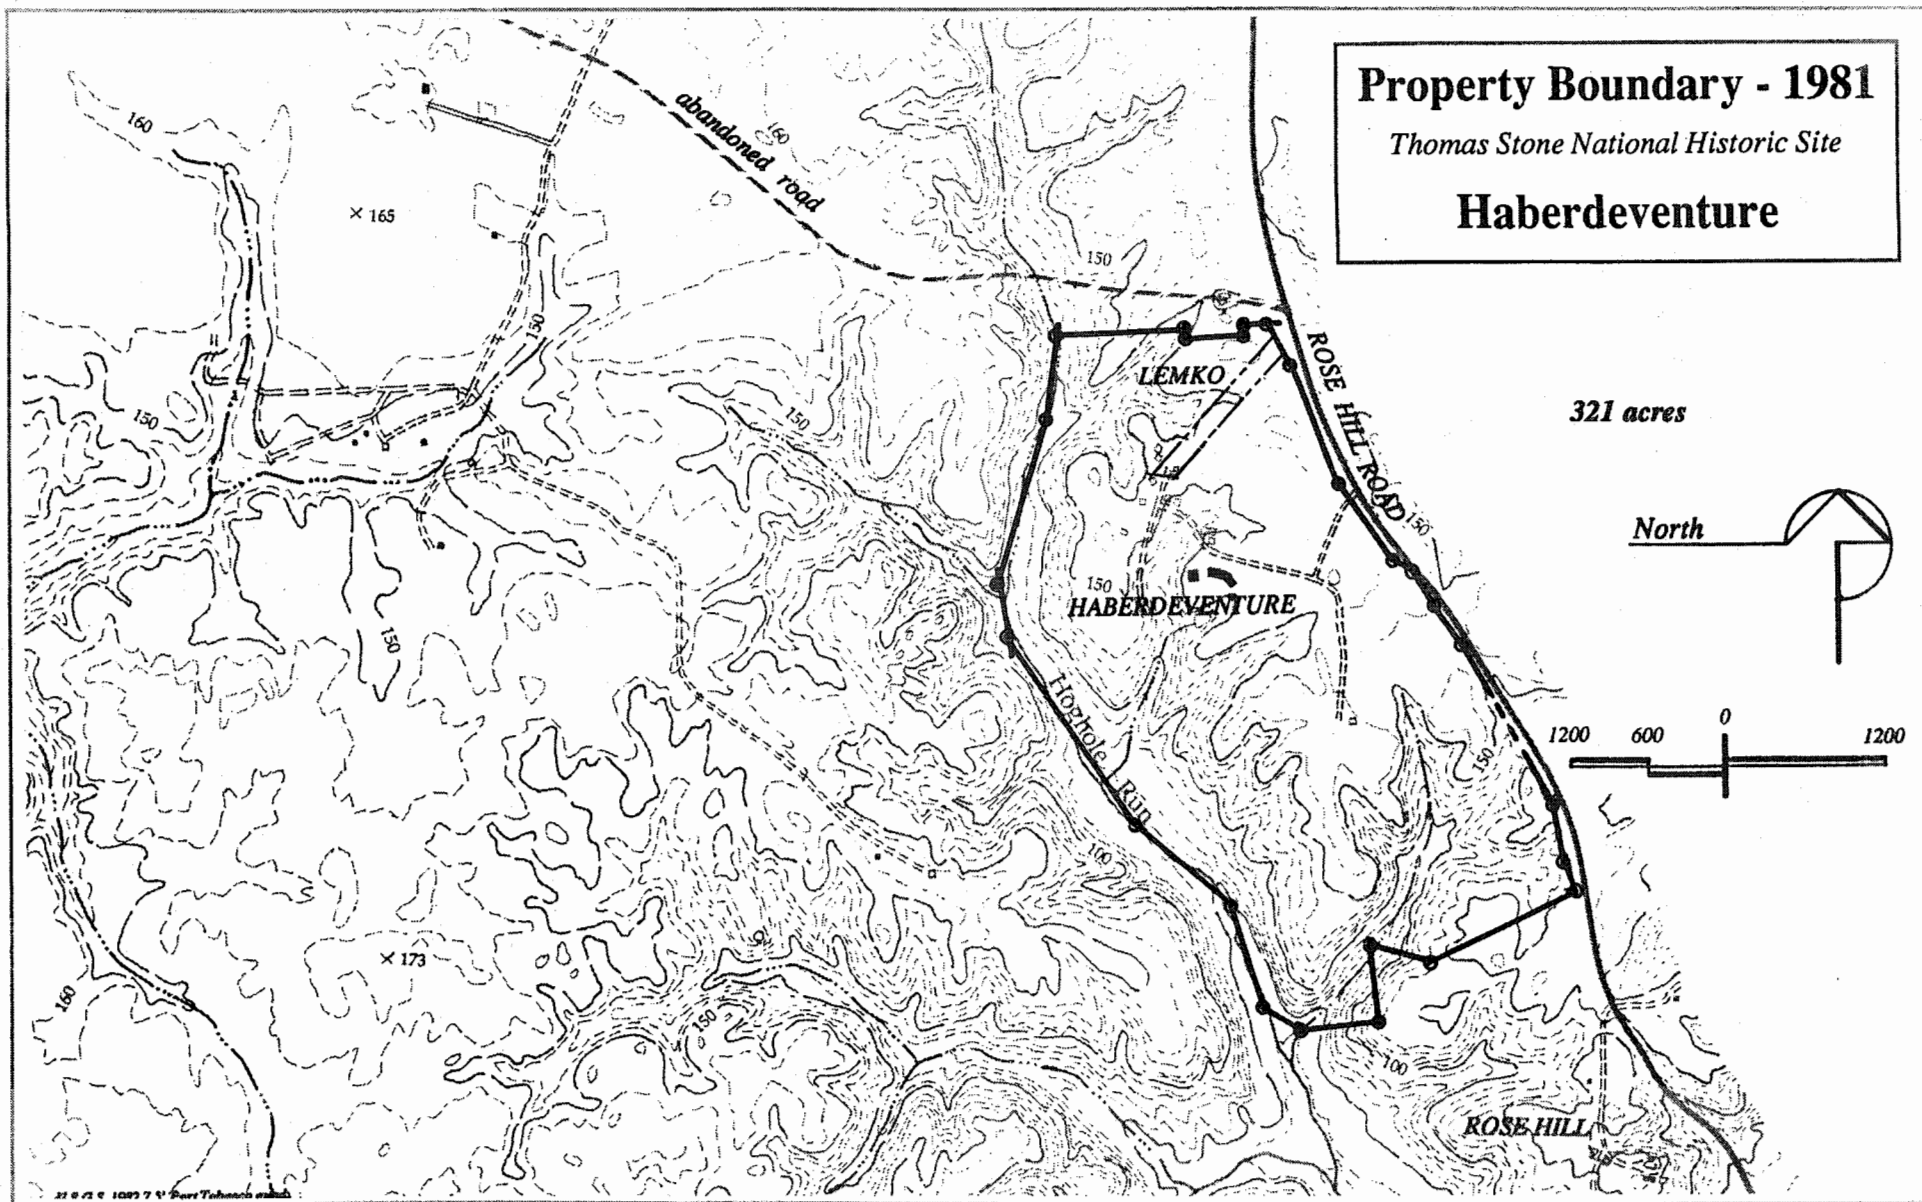 Property Boundary - 1981
Thomas Stone National Historic Site
Haberdeventure
160
abandoned road
160
× 165
150
150
150
150
LEMKO
ROSE HILL ROAD
321 acres
150
North
150
HABERDEVENTURE
150
Hoghole Run
1200 600 0 1200
150
100
× 173
160
150
100
ROSE HILL